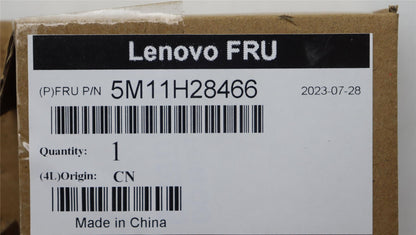 Lenovo FRU
(P)FRU P/N 5M11H28466 2023-07-28
Quantity: 1
(4L)Origin: CN
Made in China